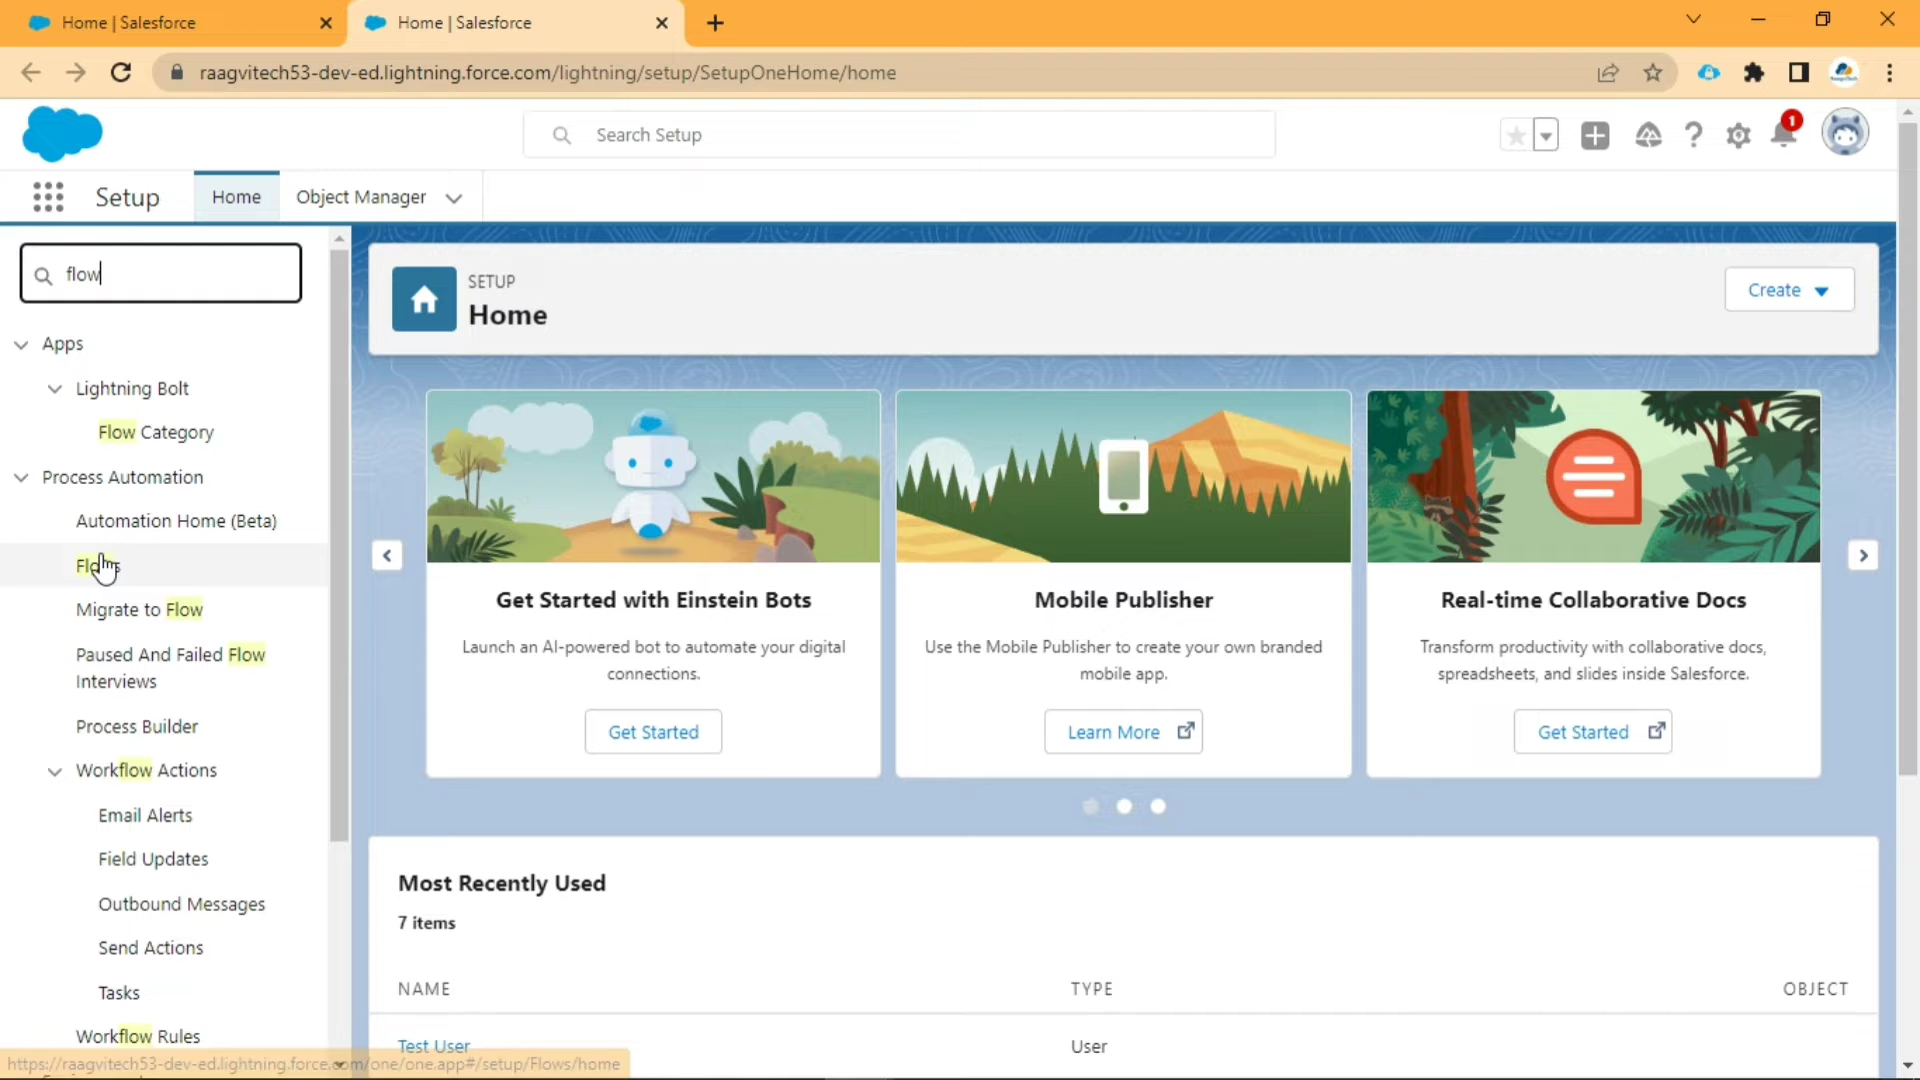 Home | Salesforce
Home | Salesforce
raagvitech53-dev-ed.lightning.force.com/lightning/setup/SetupOneHome/home
Search Setup
1
Setup
Home
Object Manager
flow
SETUP
Home
Create
Apps
Lightning Bolt
Flow Category
Process Automation
Automation Home (Beta)
Flows
Migrate to Flow
Paused And Failed Flow
Interviews
Process Builder
Workflow Actions
Email Alerts
Field Updates
Outbound Messages
Send Actions
Tasks
Workflow Rules
Get Started with Einstein Bots
Launch an AI-powered bot to automate your digital
connections.
Get Started
Mobile Publisher
Use the Mobile Publisher to create your own branded
mobile app.
Learn More
Real-time Collaborative Docs
Transform productivity with collaborative docs,
spreadsheets, and slides inside Salesforce.
Get Started
Most Recently Used
7 items
NAME
TYPE
OBJECT
Test User
User
https://raagvitech53-dev-ed.lightning.force.com/one/one.app#/setup/Flows/home